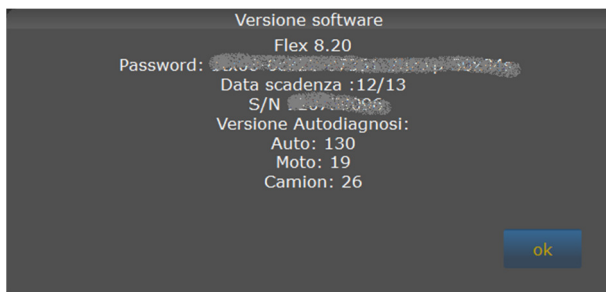 Versione software
Flex 8.20
Password:
Data scadenza :12/13
S/N
Versione Autodiagnosi:
Auto: 130
Moto: 19
Camion: 26
ok